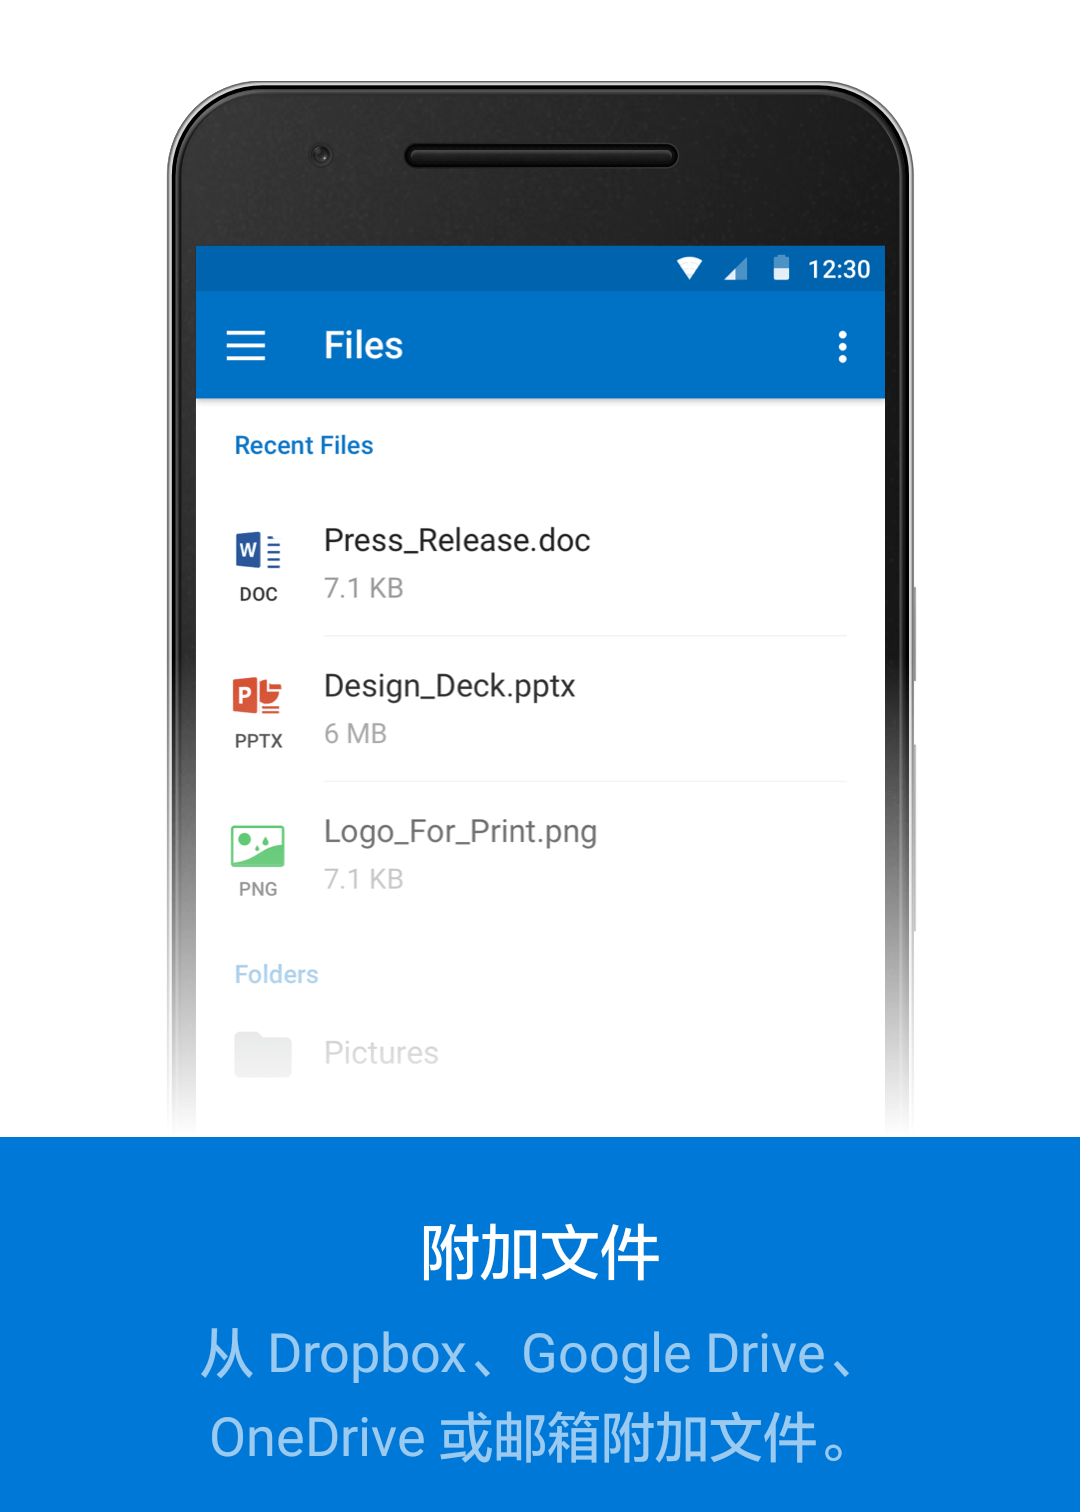 12:30
Files
Recent Files
W
DOC
Press_Release.doc
7.1 KB
P
PPTX
Design_Deck.pptx
6 MB
PNG
Logo_For_Print.png
7.1 KB
Folders
Pictures
附加文件
从 Dropbox、Google Drive、
OneDrive 或邮箱附加文件。